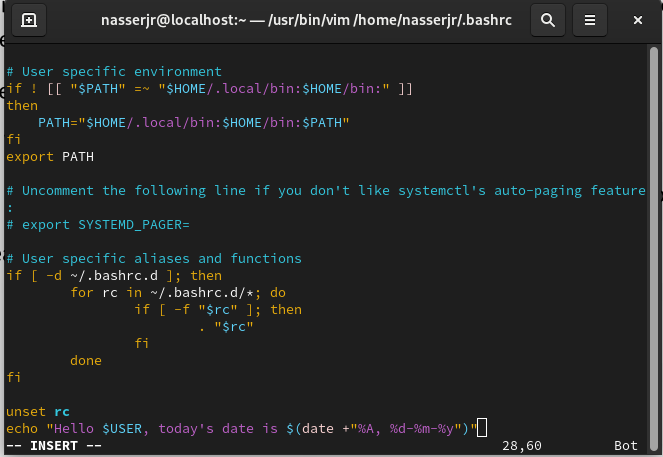 nasserjr@localhost:~ — /usr/bin/vim /home/nasserjr/.bashrc
# User specific environment
if ! [[ "$PATH" =~ "$HOME/.local/bin:$HOME/bin:" ]]
then
    PATH="$HOME/.local/bin:$HOME/bin:$PATH"
fi
export PATH
# Uncomment the following line if you don't like systemctl's auto-paging feature
:
# export SYSTEMD_PAGER=
# User specific aliases and functions
if [ -d ~/.bashrc.d ]; then
        for rc in ~/.bashrc.d/*; do
                if [ -f "$rc" ]; then
                        . "$rc"
                fi
        done
fi
unset rc
echo "Hello $USER, today's date is $(date +"%A, %d-%m-%y")"
-- INSERT -- 28,60 Bot